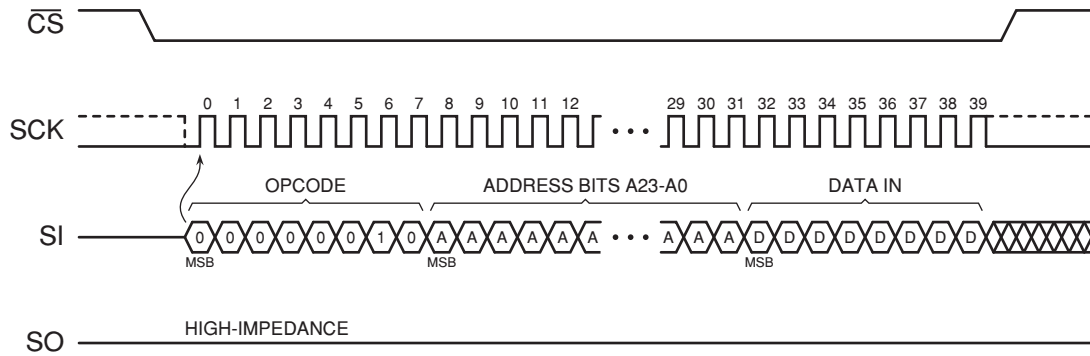 CS
0 1 2 3 4 5 6 7 8 9 10 11 12 29 30 31 32 33 34 35 36 37 38 39
SCK • • •
OPCODE ADDRESS BITS A23-A0 DATA IN
SI 0 0 0 0 0 0 1 0 A A A A A A • • • A A A D D D D D D D D
MSB MSB MSB
HIGH-IMPEDANCE
SO